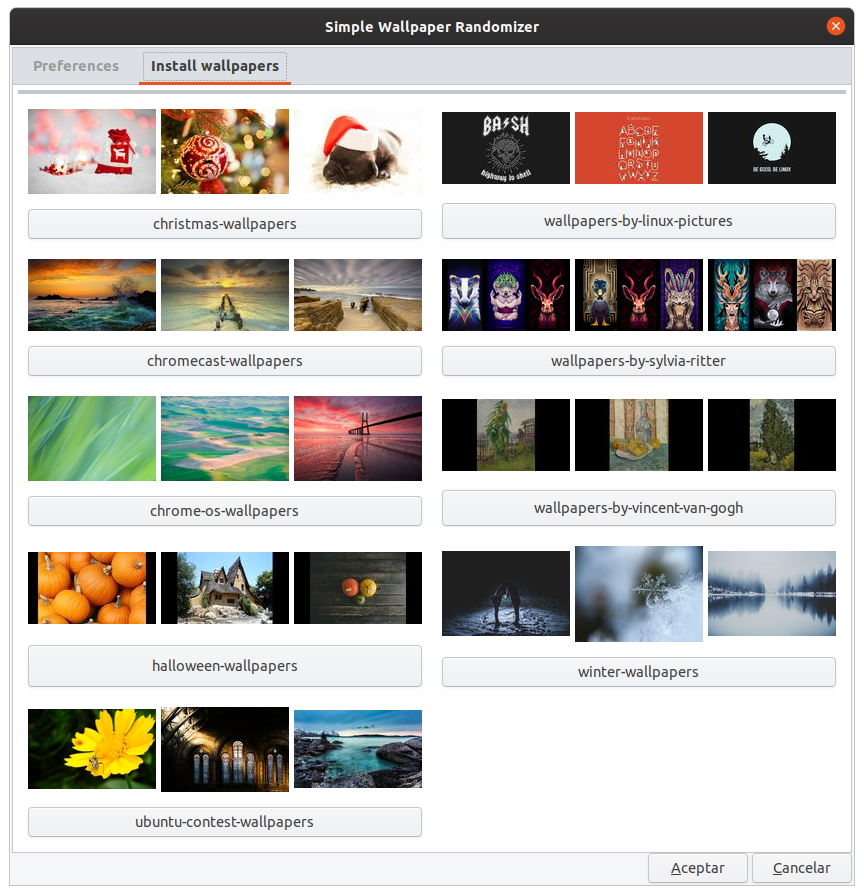 Simple Wallpaper Randomizer
Preferences
Install wallpapers
BASH
highway to shell
BE GOOD, BE LINUX
christmas-wallpapers
wallpapers-by-linux-pictures
chromecast-wallpapers
wallpapers-by-sylvia-ritter
chrome-os-wallpapers
wallpapers-by-vincent-van-gogh
halloween-wallpapers
winter-wallpapers
ubuntu-contest-wallpapers
Aceptar
Cancelar